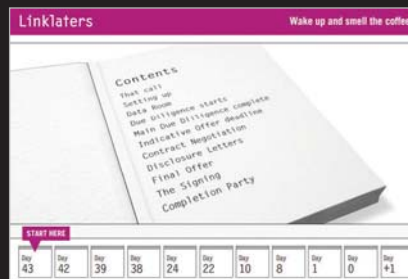 Linklaters
Wake up and smell the coffee
Contents
That call
Setting up
Data Room
Due Diligence starts
Main Due Diligence complete
Indicative Offer deadline
Contract Negotiation
Disclosure Letters
Final Offer
The Signing
Completion Party
START HERE
Day Day Day Day Day Day Day Day Day Day Day
43 42 39 38 24 22 10 8 0 +1